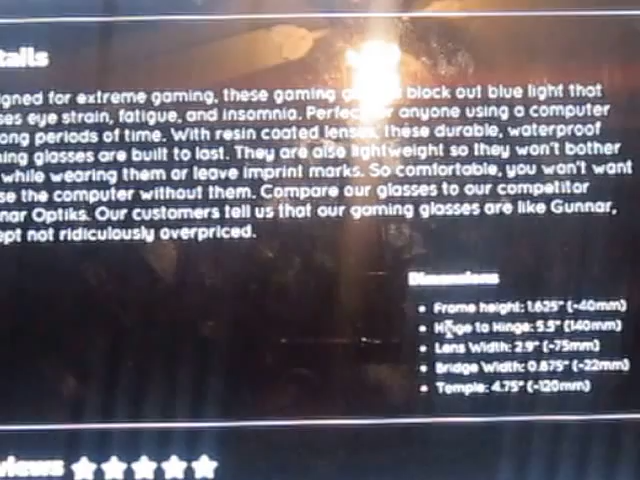 tails
igned for extreme gaming, these gaming block out blue light that
ses eye strain, fatigue, and insomnia. Perfec r anyone using a computer
ong periods of time. With resin coated lenses, these durable, waterproof
ning glasses are built to last. They are also lightweight so they won't bother
while wearing them or leave imprint marks. So comfortable, you won't want
se the computer without them. Compare our glasses to our competitor
nar Optiks. Our customers tell us that our gaming glasses are like Gunnar,
ept not ridiculously overpriced.
Dimensions
• Frame height: 1.625" (~40mm)
• Hinge to Hinge: 5.5" (140mm)
• Lens Width: 2.9" (~75mm)
• Bridge Width: 0.875" (~22mm)
• Temple: 4.75" (~120mm)
views